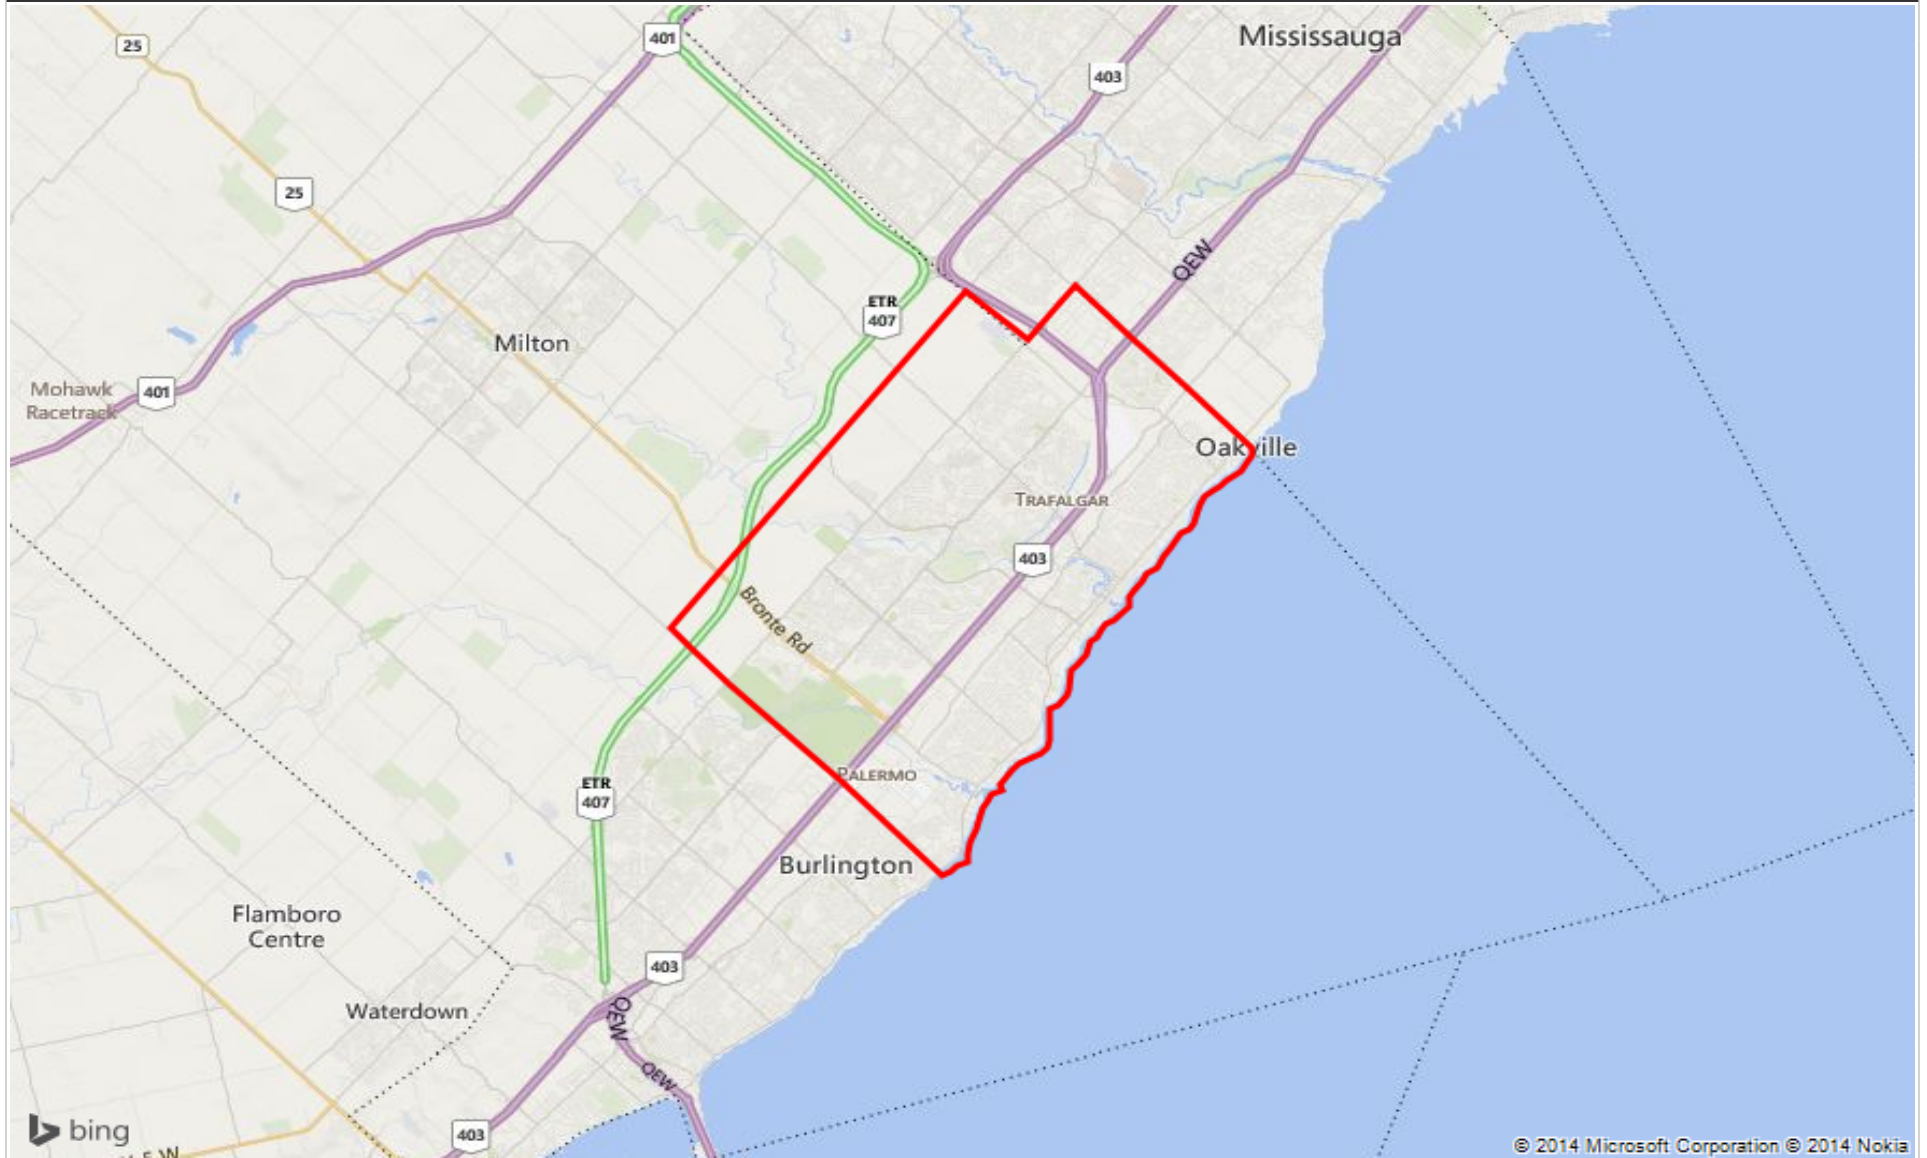 Mississauga
25
401
403
25
QEW
ETR
407
Milton
Mohawk
Racetrack
401
Oakville
TRAFALGAR
403
Bronte Rd
PALERMO
ETR
407
Burlington
Flamboro
Centre
403
Waterdown
QEW
QEW
bing
403
© 2014 Microsoft Corporation © 2014 Nokia